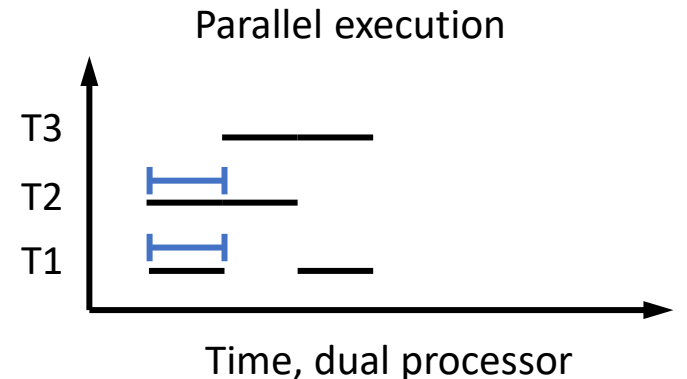 Parallel execution
T3
T2
T1
Time, dual processor